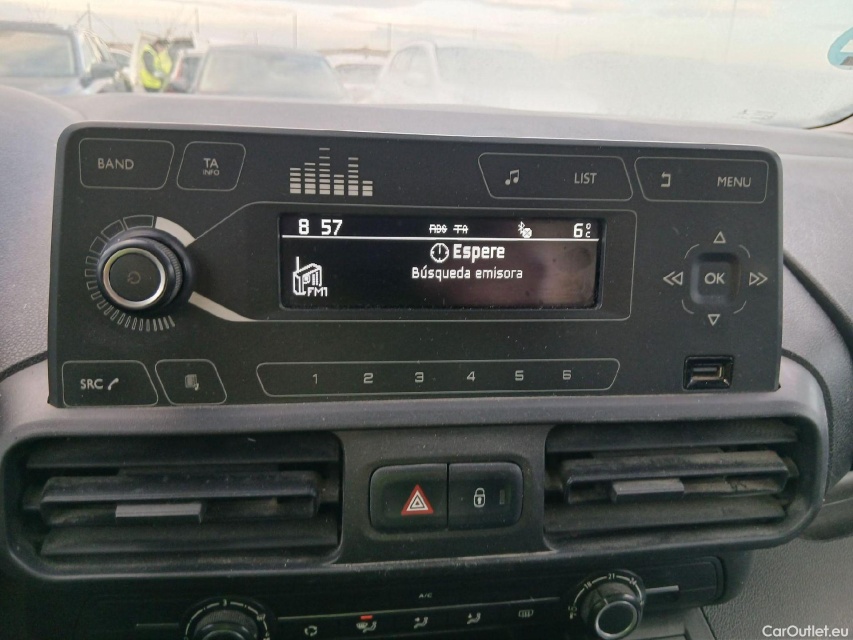 BAND
TA
INFO
LIST
MENU
8 57
RDS TA
6°C
Espere
Búsqueda emisora
FM1
OK
SRC
1 2 3 4 5 6
A/C
CarOutlet.eu